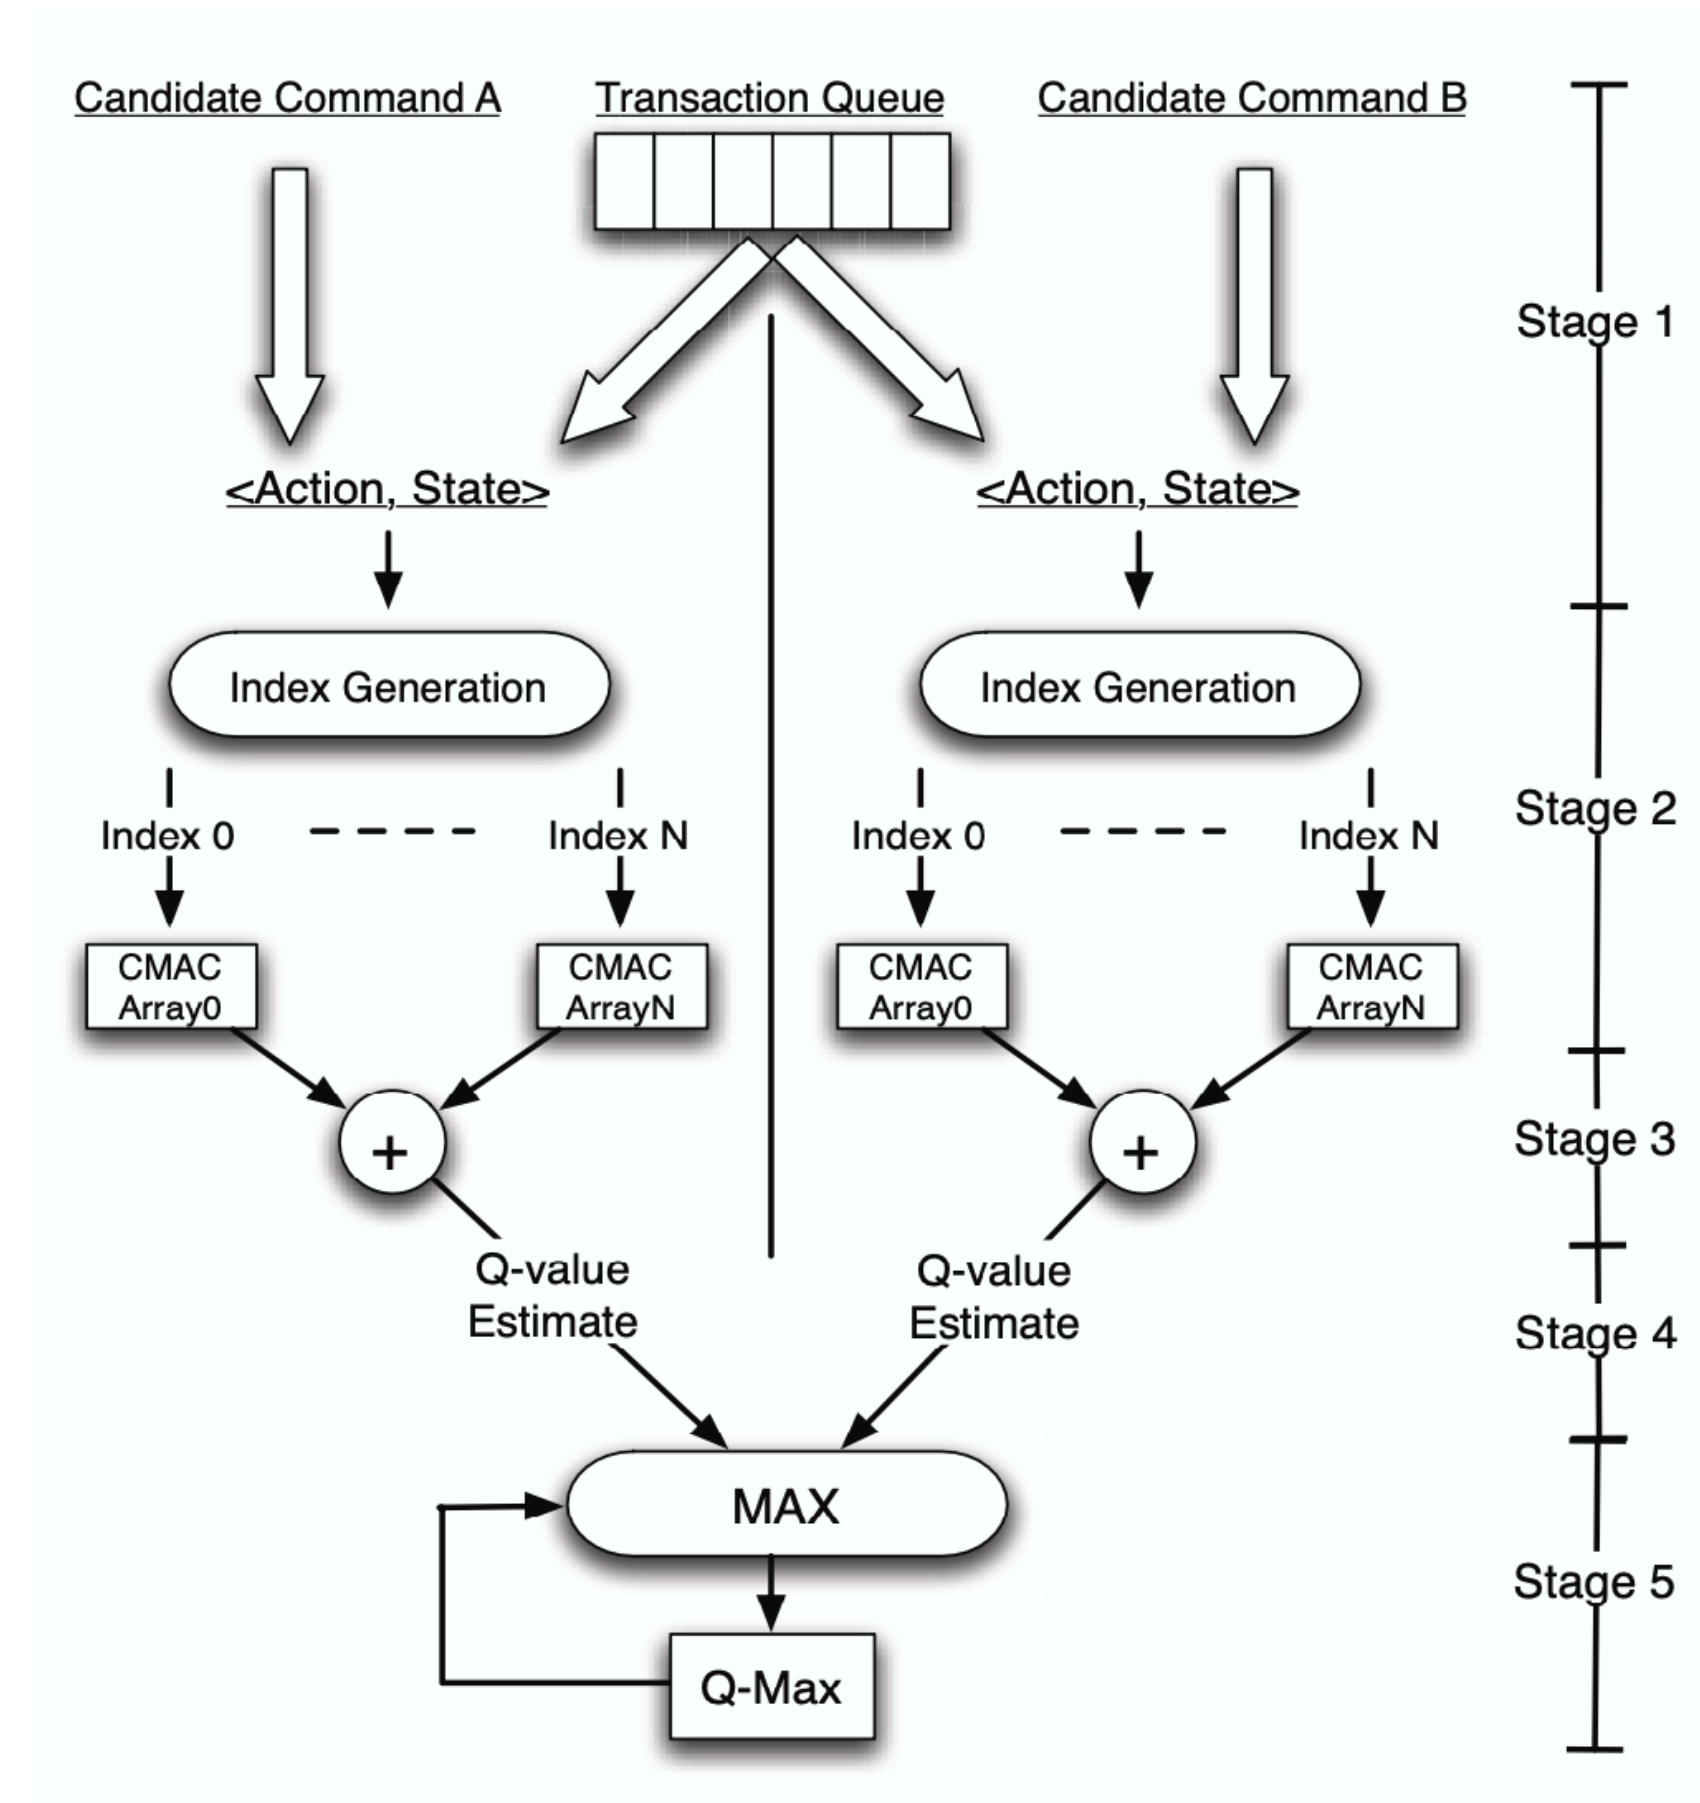 Candidate Command A
Transaction Queue
Candidate Command B
Stage 1
<Action, State>
<Action, State>
Index Generation
Index Generation
Stage 2
Index 0
Index N
Index 0
Index N
CMAC
Array0
CMAC
ArrayN
CMAC
Array0
CMAC
ArrayN
+
+
Stage 3
Q-value
Estimate
Q-value
Estimate
Stage 4
MAX
Stage 5
Q-Max